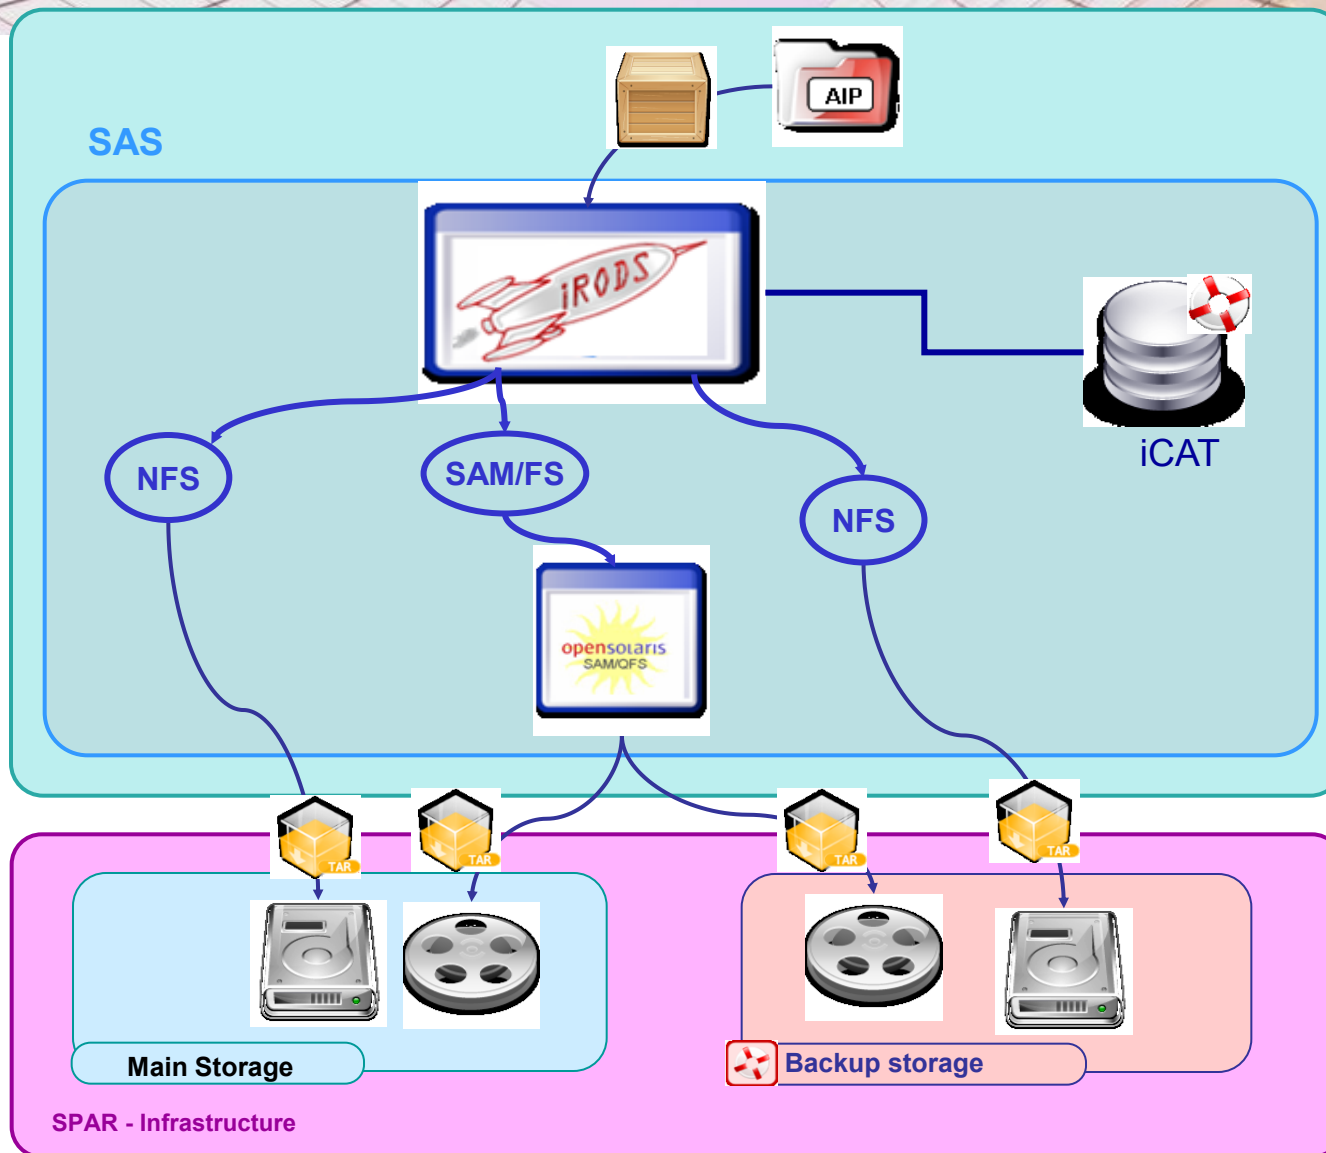 AIP
SAS
iRODS
iCAT
NFS
SAM/FS
NFS
opensolaris
SAM/QFS
TAR
TAR
TAR
TAR
Main Storage
Backup storage
SPAR - Infrastructure